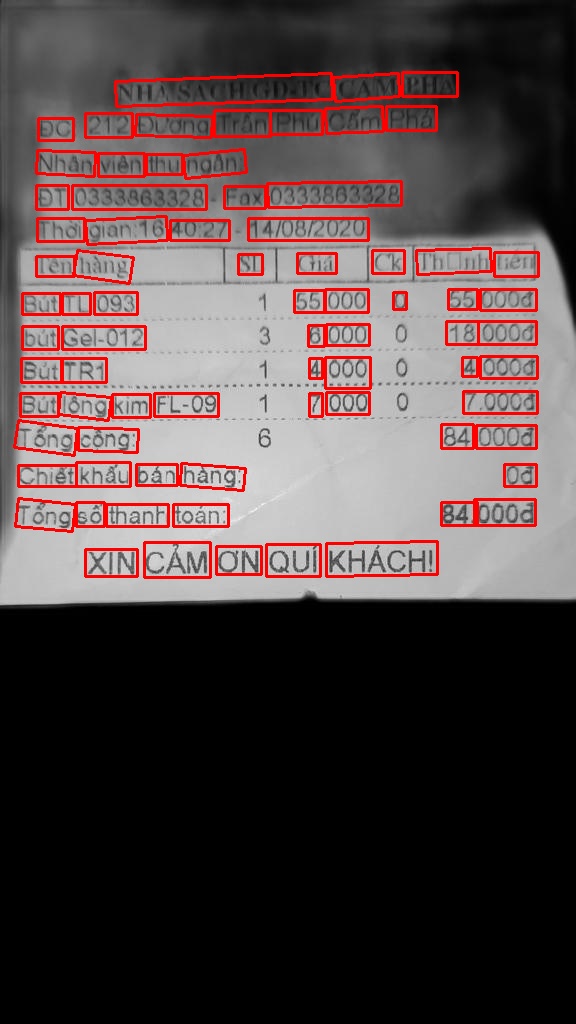 NHÀ SÁCH GD-TC CẨM PHẢ
ĐC 212 Đường Trần Phú Cẩm Phả
Nhân viên thu ngân:
ĐT 0333863328 - Fax 0333863328
Thời gian:16:40:27 - 14/08/2020
Tên hàng Sl Giá Ck Th□nh tiền
Bút TL 093 1 55.000 0 55.000đ
bút Gel-012 3 6.000 0 18.000đ
Bút TR1 1 4.000 0 4.000đ
Bút lông kim FL-09 1 7.000 0 7.000đ
Tổng cộng: 6 84.000đ
Chiết khấu bán hàng: 0đ
Tổng số thanh toán: 84.000đ
XIN CẢM ƠN QUÍ KHÁCH!